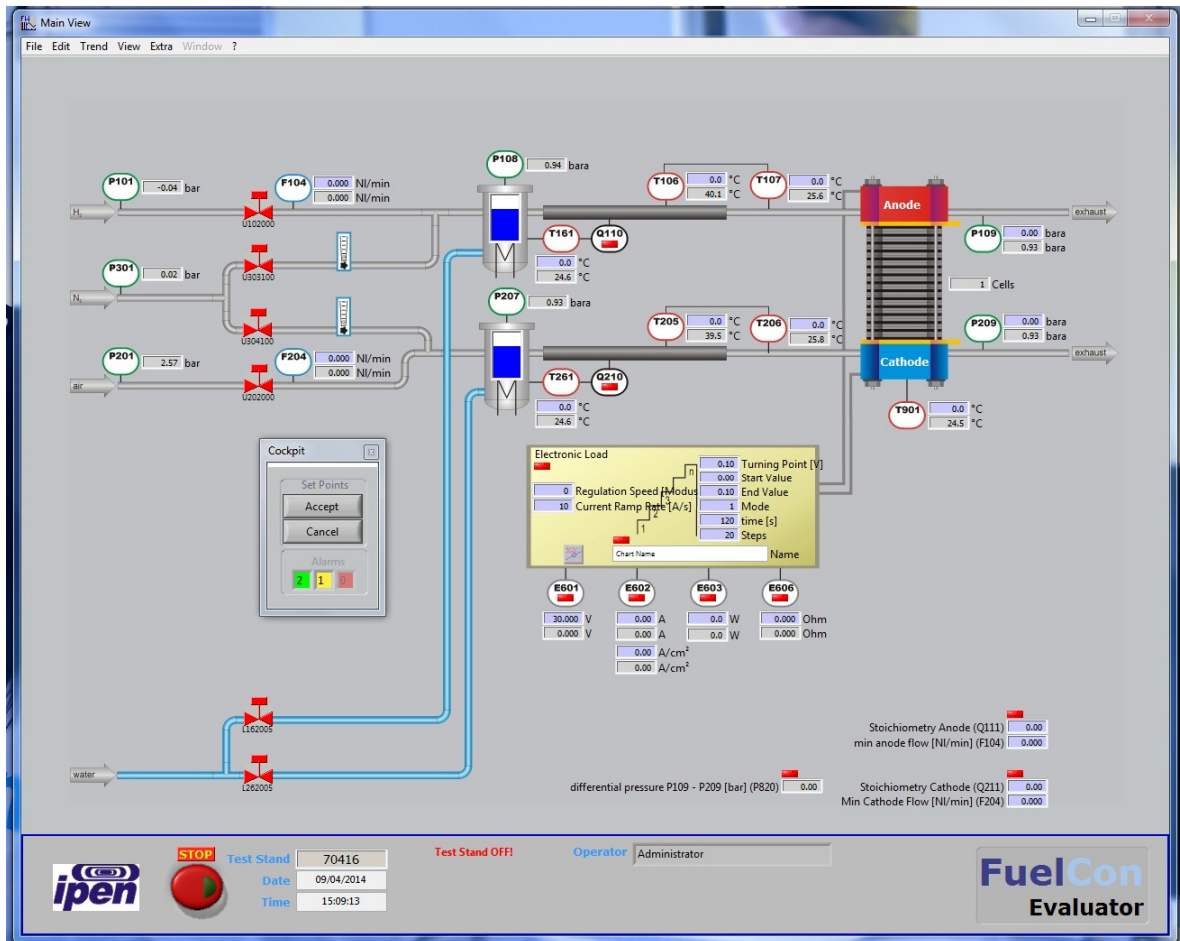 Main View
File Edit Trend View Extra Window ?
P108
0.94 bara
P101
-0.04 bar
F104
0.000 Nl/min
0.000 Nl/min
T106
0.0 °C
40.1 °C
T107
0.0 °C
25.6 °C
Anode
H₂
U102000
exhaust
T161
Q110
P109
0.00 bara
0.93 bara
P301
0.02 bar
U303100
0.0 °C
24.6 °C
N₂
1 Cells
P207
0.93 bara
U304100
T205
0.0 °C
39.5 °C
T206
0.0 °C
25.8 °C
P209
0.00 bara
0.93 bara
P201
2.57 bar
F204
0.000 Nl/min
0.000 Nl/min
exhaust
Cathode
air
U202000
T261
Q210
0.0 °C
24.6 °C
T901
0.0 °C
24.5 °C
Cockpit
Set Points
Accept
Cancel
Alarms
2 1 0
Electronic Load
0 Regulation Speed [Modus
10 Current Ramp Rate [A/s]
1
2
3
n
0.10 Turning Point [V]
0.00 Start Value
0.10 End Value
1 Mode
120 time [s]
20 Steps
Chart Name
Name
E601
30.000 V
0.000 V
E602
0.00 A
0.00 A
0.00 A/cm²
0.00 A/cm²
E603
0.0 W
0.0 W
E606
0.000 Ohm
0.000 Ohm
L162005
water
L262005
Stoichiometry Anode (Q111) 0.00
min anode flow [Nl/min] (F104) 0.000
differential pressure P109 - P209 [bar] (P820) 0.00
Stoichiometry Cathode (Q211) 0.00
Min Cathode Flow [Nl/min] (F204) 0.000
ipen
STOP
Test Stand 70416
Date 09/04/2014
Time 15:09:13
Test Stand OFF!
Operator Administrator
FuelCon
Evaluator